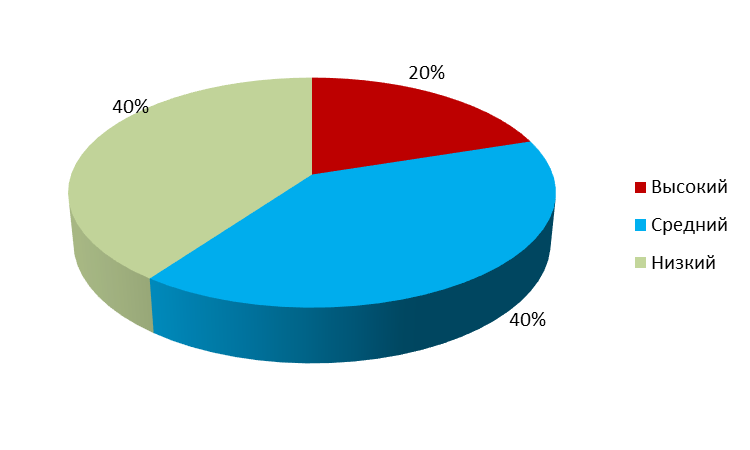 20%
40%
40%
Высокий
Средний
Низкий